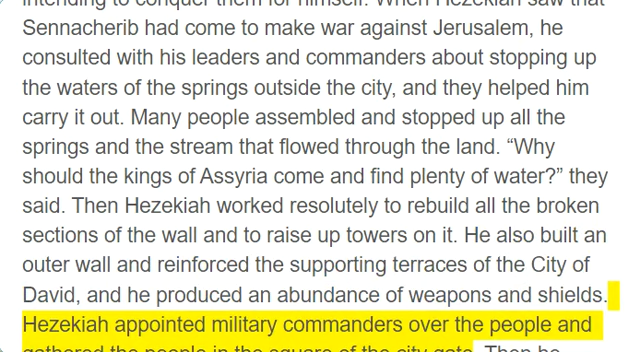 intending to conquer them for himself. When Hezekiah saw that
Sennacherib had come to make war against Jerusalem, he
consulted with his leaders and commanders about stopping up
the waters of the springs outside the city, and they helped him
carry it out. Many people assembled and stopped up all the
springs and the stream that flowed through the land. “Why
should the kings of Assyria come and find plenty of water?” they
said. Then Hezekiah worked resolutely to rebuild all the broken
sections of the wall and to raise up towers on it. He also built an
outer wall and reinforced the supporting terraces of the City of
David, and he produced an abundance of weapons and shields.
Hezekiah appointed military commanders over the people and
gathered the people in the square of the city gate. Then he